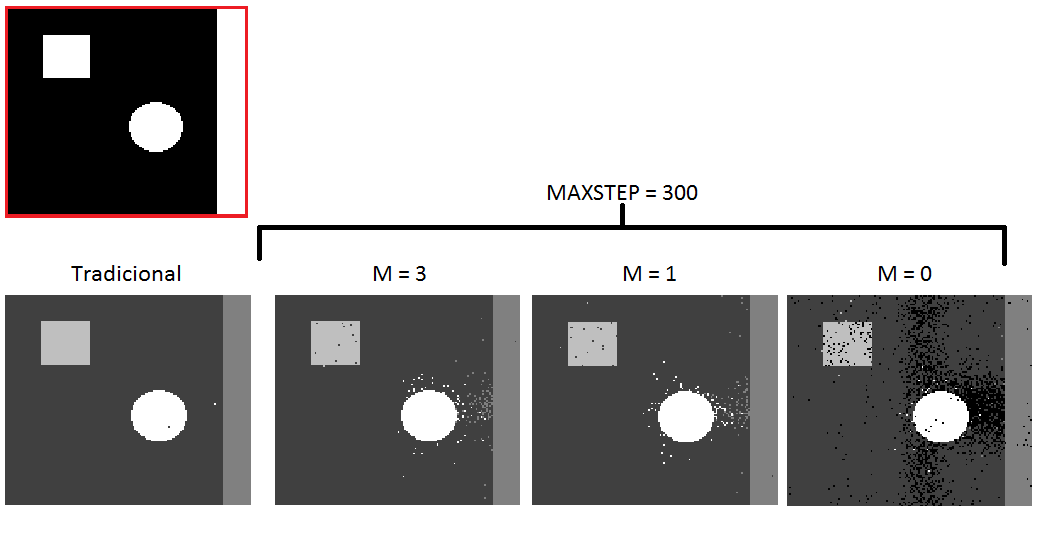 MAXSTEP = 300
Tradicional
M = 3
M = 1
M = 0